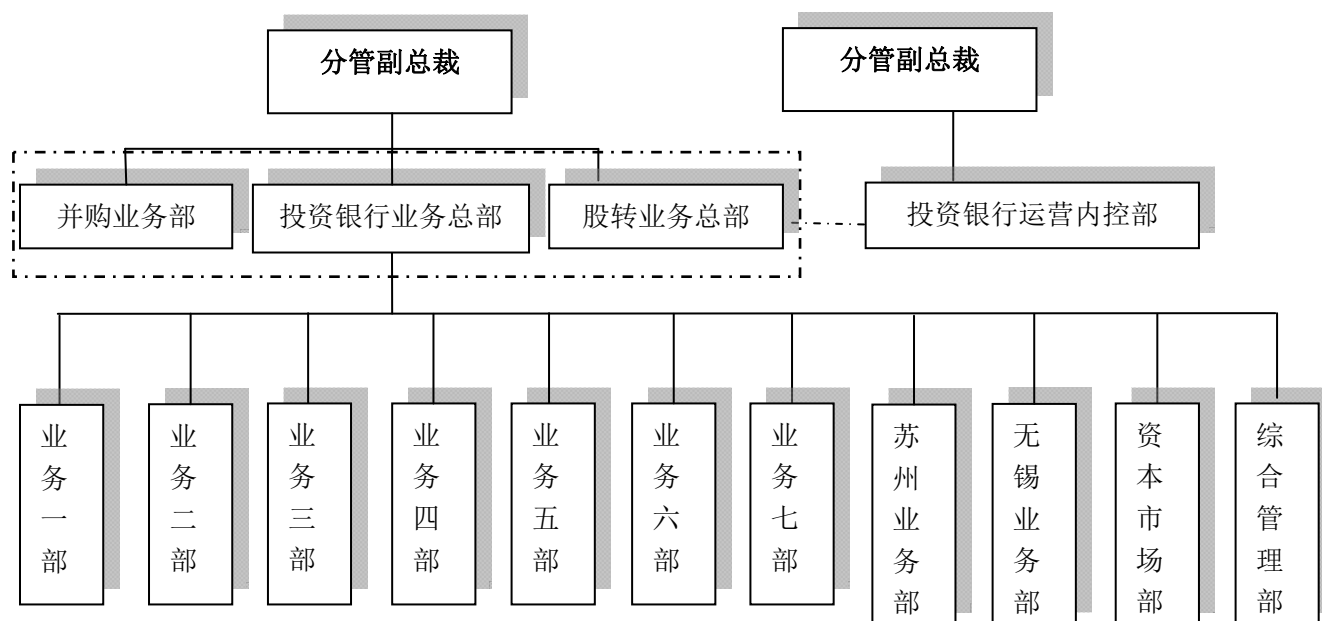 分管副总裁
分管副总裁
并购业务部
投资银行业务总部
股转业务总部
投资银行运营内控部
业务一部
业务二部
业务三部
业务四部
业务五部
业务六部
业务七部
苏州业务部
无锡业务部
资本市场部
综合管理部